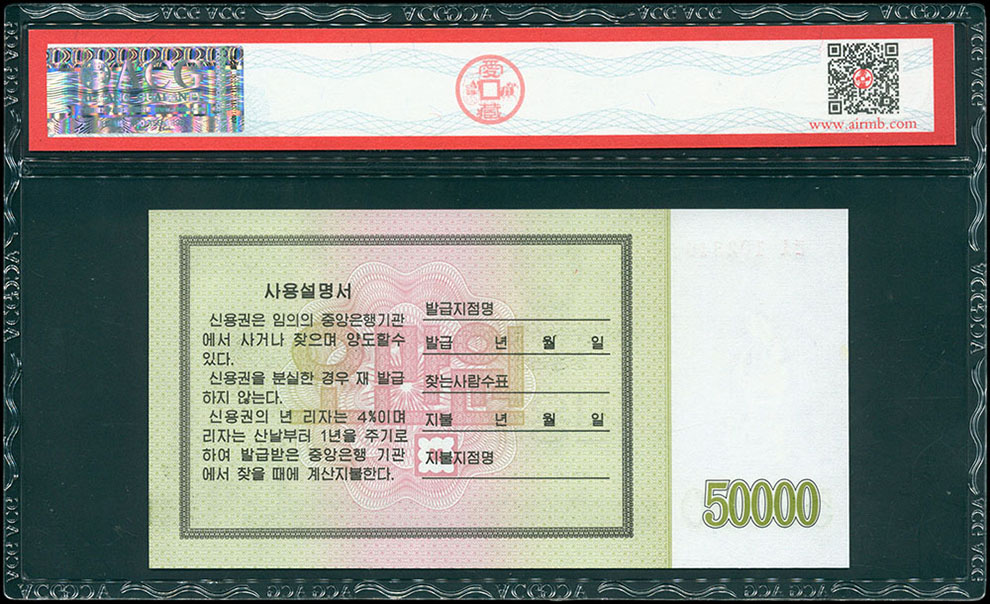 愛藏
www.airmb.com
사용설명서
신용권은 임의의 중앙은행기관
에서 사거나 찾으며 양도할수
있다.
신용권을 분실한 경우 재 발급
하지 않는다.
신용권의 년 리자는 4%이며
리자는 산날부터 1년을 주기로
하여 발급받은 중앙은행 기관
에서 찾을 때에 계산지불한다.
발급지점명
발급 년 월 일
찾는사람수표
지불 년 월 일
지불지점명
50000